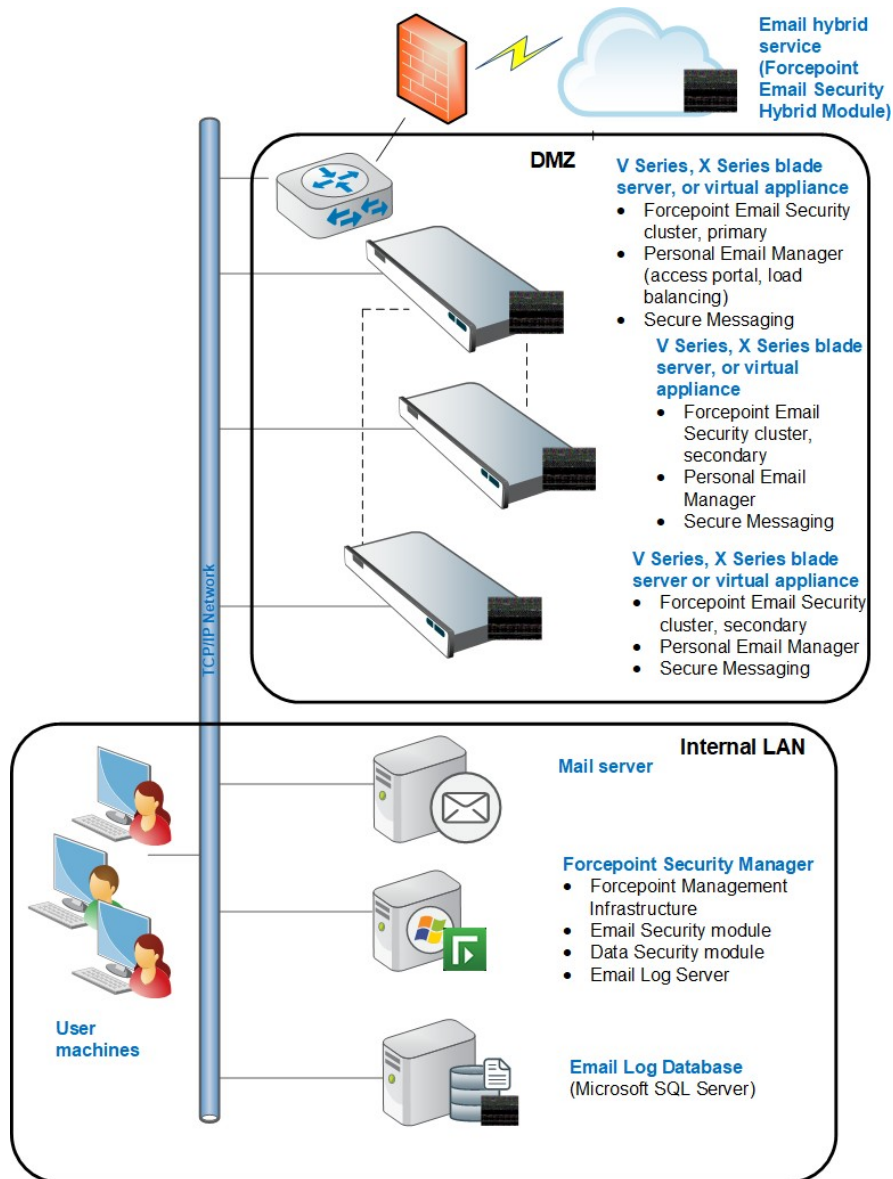 Email hybrid
service
(Forcepoint
Email Security
Hybrid Module)
DMZ
V Series, X Series blade
server, or virtual appliance
• Forcepoint Email Security
cluster, primary
• Personal Email Manager
(access portal, load
balancing)
• Secure Messaging
V Series, X Series blade
server, or virtual
appliance
• Forcepoint Email
Security cluster,
secondary
• Personal Email
Manager
• Secure Messaging
V Series, X Series blade
server or virtual appliance
• Forcepoint Email Security
cluster, secondary
• Personal Email Manager
• Secure Messaging
TCP/IP Network
Internal LAN
Mail server
Forcepoint Security Manager
• Forcepoint Management
Infrastructure
• Email Security module
• Data Security module
• Email Log Server
User
machines
Email Log Database
(Microsoft SQL Server)